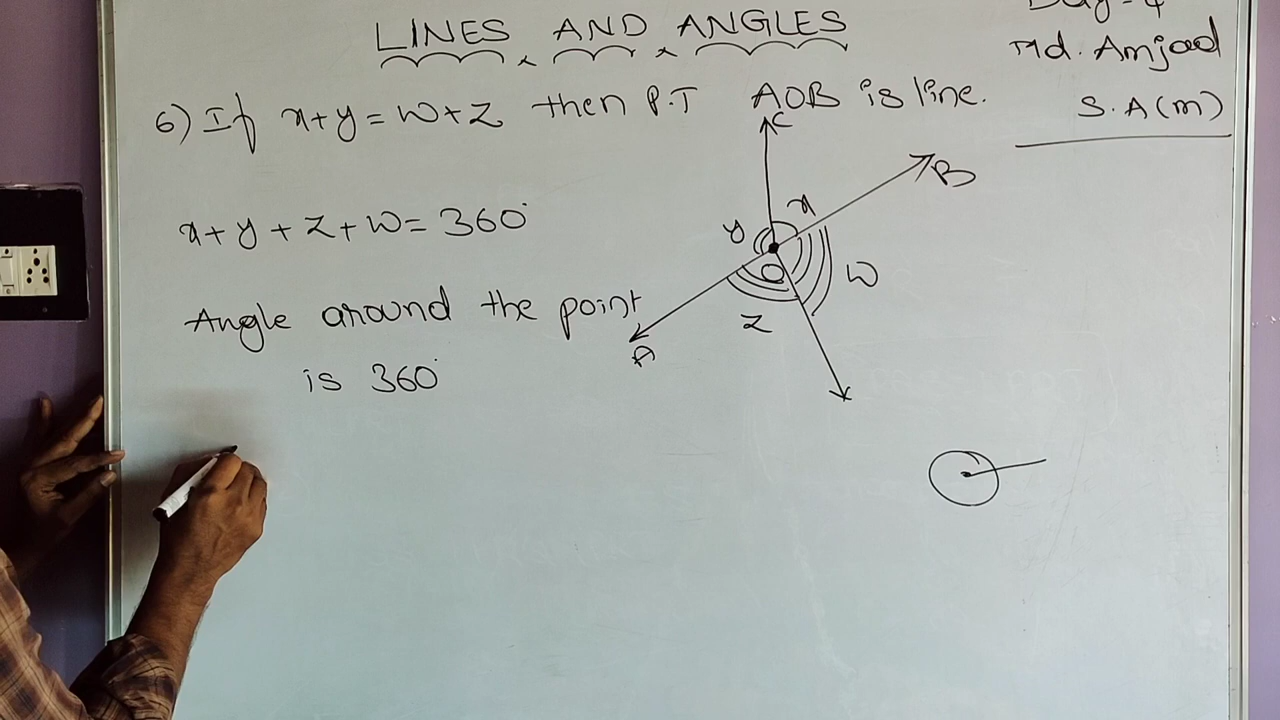 LINES AND ANGLES
Day-4
Md. Amjad
S.A(m)
6) If x+y=w+z then P.T AOB is line.
C
B
x
y
O
w
z
A
x+y+z+w=360°
Angle around the point
is 360°